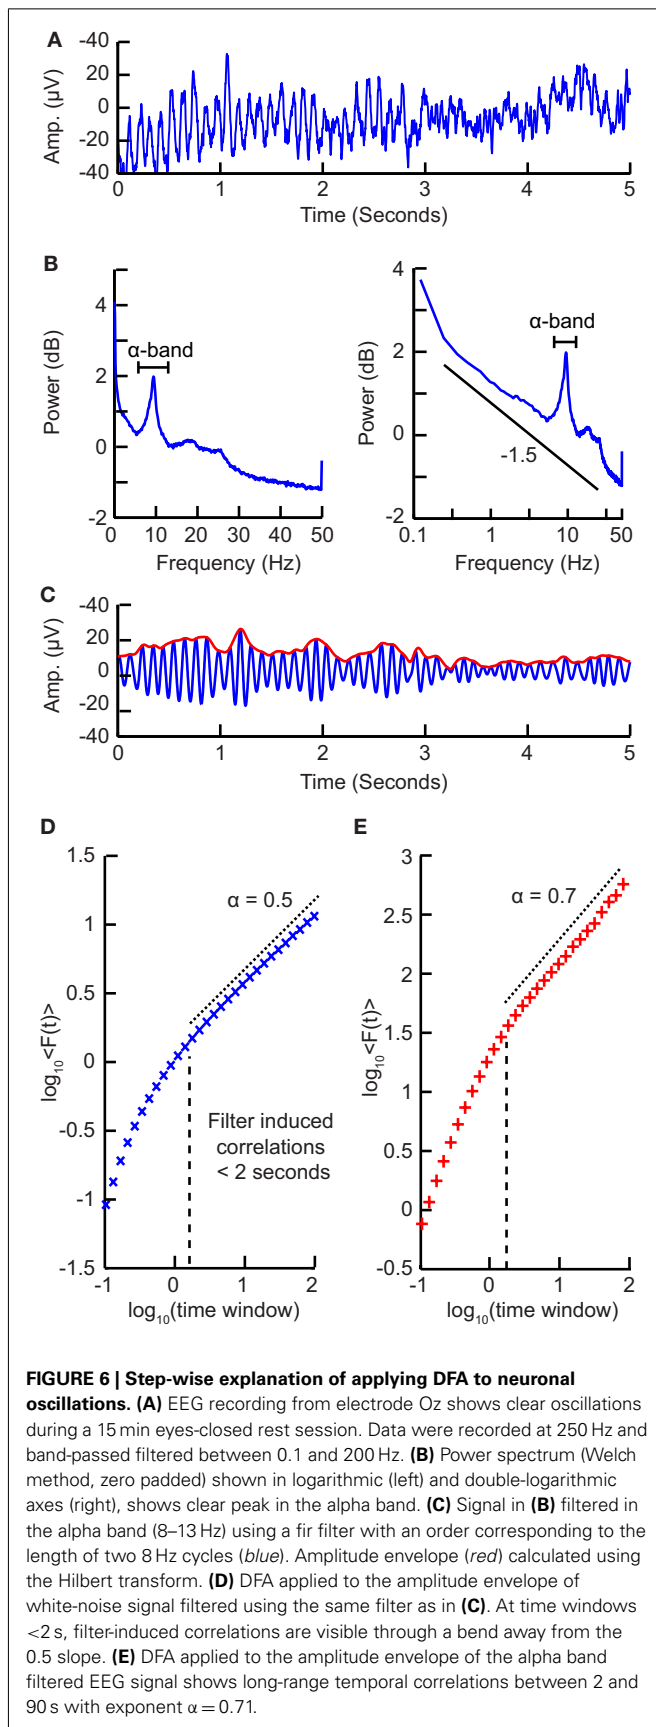 A
Amp. (μV)
-40
20
0
-20
-40
0
1
2
3
4
5
Time (Seconds)
B
Power (dB)
4
2
0
-2
α-band
0
10
20
30
40
50
Frequency (Hz)
Power (dB)
4
2
0
-2
α-band
-1.5
0.1
1
10
50
Frequency (Hz)
C
Amp. (μV)
-40
20
0
-20
-40
0
1
2
3
4
5
Time (Seconds)
D
log10<F(t)>
1.5
1
0.5
0
-0.5
-1
-1.5
α = 0.5
Filter induced
correlations
< 2 seconds
-1
0
1
2
log10(time window)
E
log10<F(t)>
3
2.5
2
1.5
1
0.5
0
-0.5
α = 0.7
-1
0
1
2
log10(time window)
FIGURE 6 | Step-wise explanation of applying DFA to neuronal
oscillations. (A) EEG recording from electrode Oz shows clear oscillations
during a 15 min eyes-closed rest session. Data were recorded at 250 Hz and
band-passed filtered between 0.1 and 200 Hz. (B) Power spectrum (Welch
method, zero padded) shown in logarithmic (left) and double-logarithmic
axes (right), shows clear peak in the alpha band. (C) Signal in (B) filtered in
the alpha band (8–13 Hz) using a fir filter with an order corresponding to the
length of two 8 Hz cycles (blue). Amplitude envelope (red) calculated using
the Hilbert transform. (D) DFA applied to the amplitude envelope of
white-noise signal filtered using the same filter as in (C). At time windows
<2 s, filter-induced correlations are visible through a bend away from the
0.5 slope. (E) DFA applied to the amplitude envelope of the alpha band
filtered EEG signal shows long-range temporal correlations between 2 and
90 s with exponent α = 0.71.